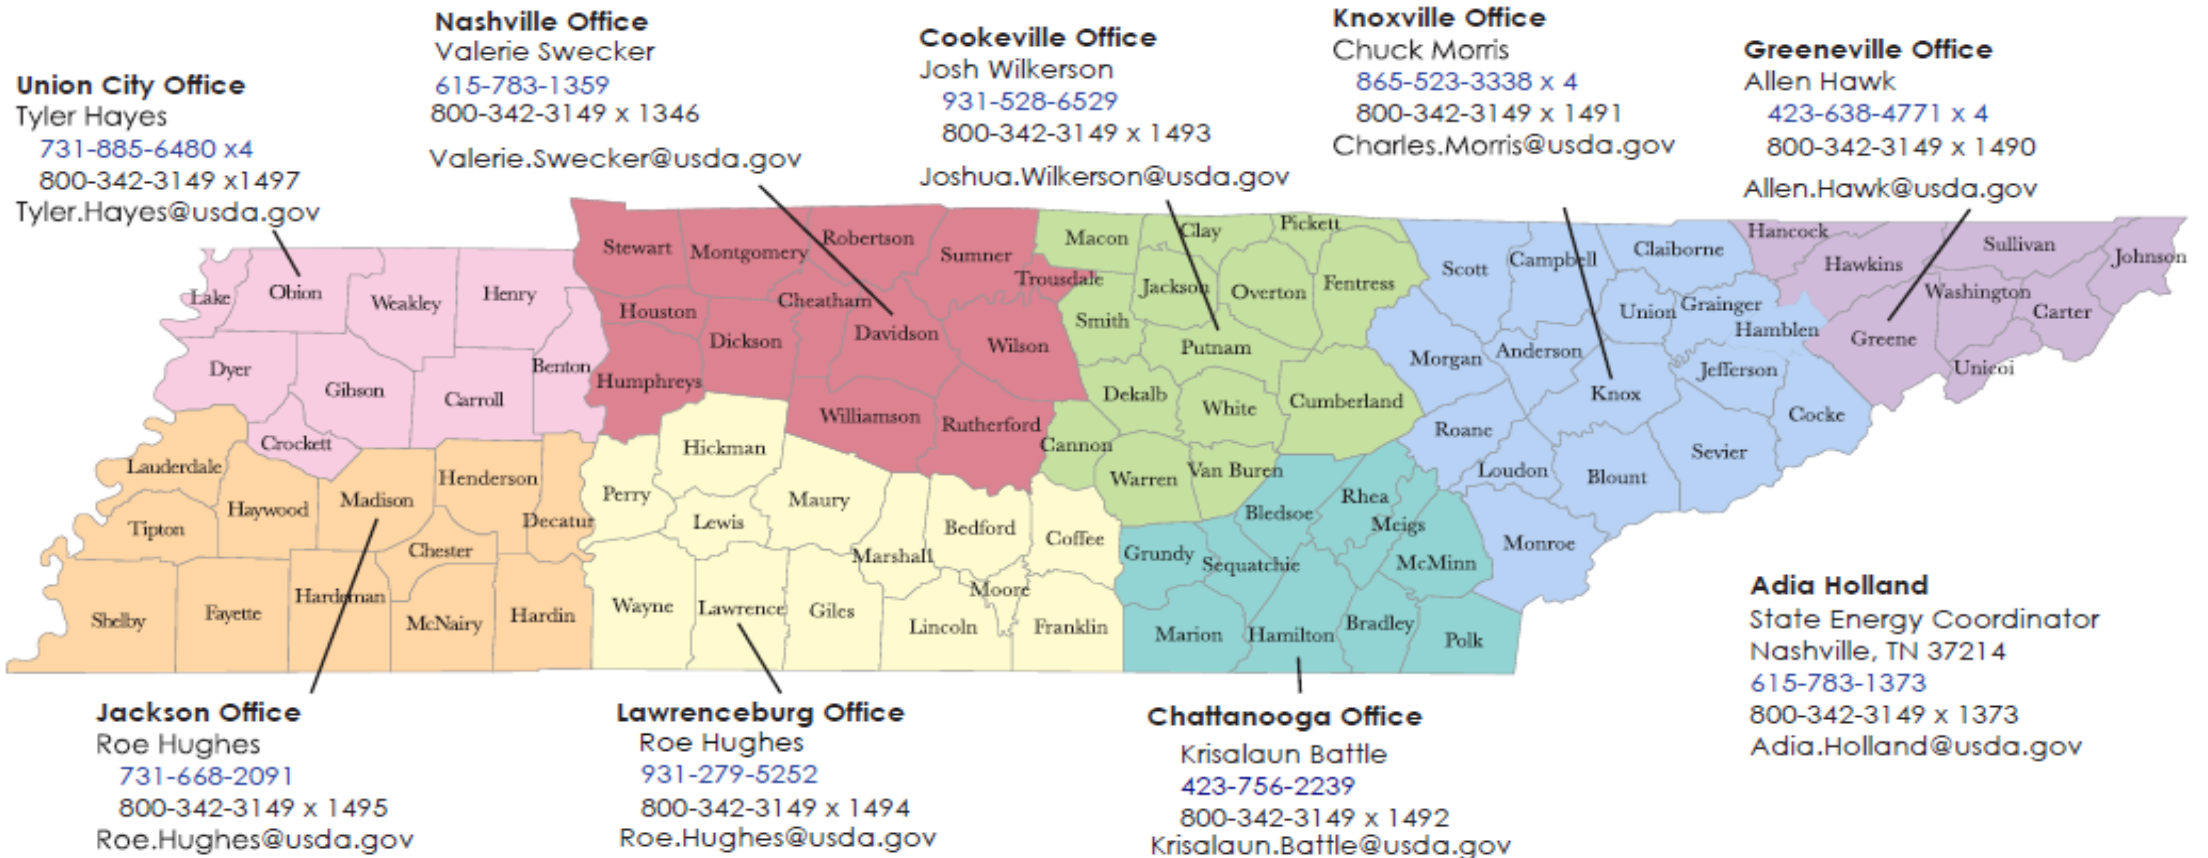 Union City Office
Tyler Hayes
731-885-6480 x4
800-342-3149 x1497
Tyler.Hayes@usda.gov
Nashville Office
Valerie Swecker
615-783-1359
800-342-3149 x 1346
Valerie.Swecker@usda.gov
Cookeville Office
Josh Wilkerson
931-528-6529
800-342-3149 x 1493
Joshua.Wilkerson@usda.gov
Knoxville Office
Chuck Morris
865-523-3338 x 4
800-342-3149 x 1491
Charles.Morris@usda.gov
Greeneville Office
Allen Hawk
423-638-4771 x 4
800-342-3149 x 1490
Allen.Hawk@usda.gov
Lake
Obion
Weakley
Henry
Dyer
Gibson
Carroll
Benton
Crockett
Stewart
Montgomery
Robertson
Sumner
Trousdale
Houston
Cheatham
Dickson
Davidson
Wilson
Humphreys
Williamson
Rutherford
Macon
Clay
Pickett
Jackson
Overton
Fentress
Smith
Putnam
Dekalb
White
Cumberland
Cannon
Warren
Van Buren
Scott
Campbell
Claiborne
Union
Grainger
Hamblen
Morgan
Anderson
Jefferson
Knox
Cocke
Roane
Loudon
Blount
Sevier
Monroe
Hancock
Hawkins
Sullivan
Johnson
Washington
Carter
Greene
Unicoi
Lauderdale
Haywood
Madison
Henderson
Decatur
Tipton
Chester
Shelby
Fayette
Hardeman
McNairy
Hardin
Hickman
Perry
Lewis
Maury
Marshall
Bedford
Coffee
Moore
Wayne
Lawrence
Giles
Lincoln
Franklin
Bledsoe
Rhea
Meigs
Grundy
Sequatchie
McMinn
Marion
Hamilton
Bradley
Polk
Jackson Office
Roe Hughes
731-668-2091
800-342-3149 x 1495
Roe.Hughes@usda.gov
Lawrenceburg Office
Roe Hughes
931-279-5252
800-342-3149 x 1494
Roe.Hughes@usda.gov
Chattanooga Office
Krisalaun Battle
423-756-2239
800-342-3149 x 1492
Krisalaun.Battle@usda.gov
Adia Holland
State Energy Coordinator
Nashville, TN 37214
615-783-1373
800-342-3149 x 1373
Adia.Holland@usda.gov